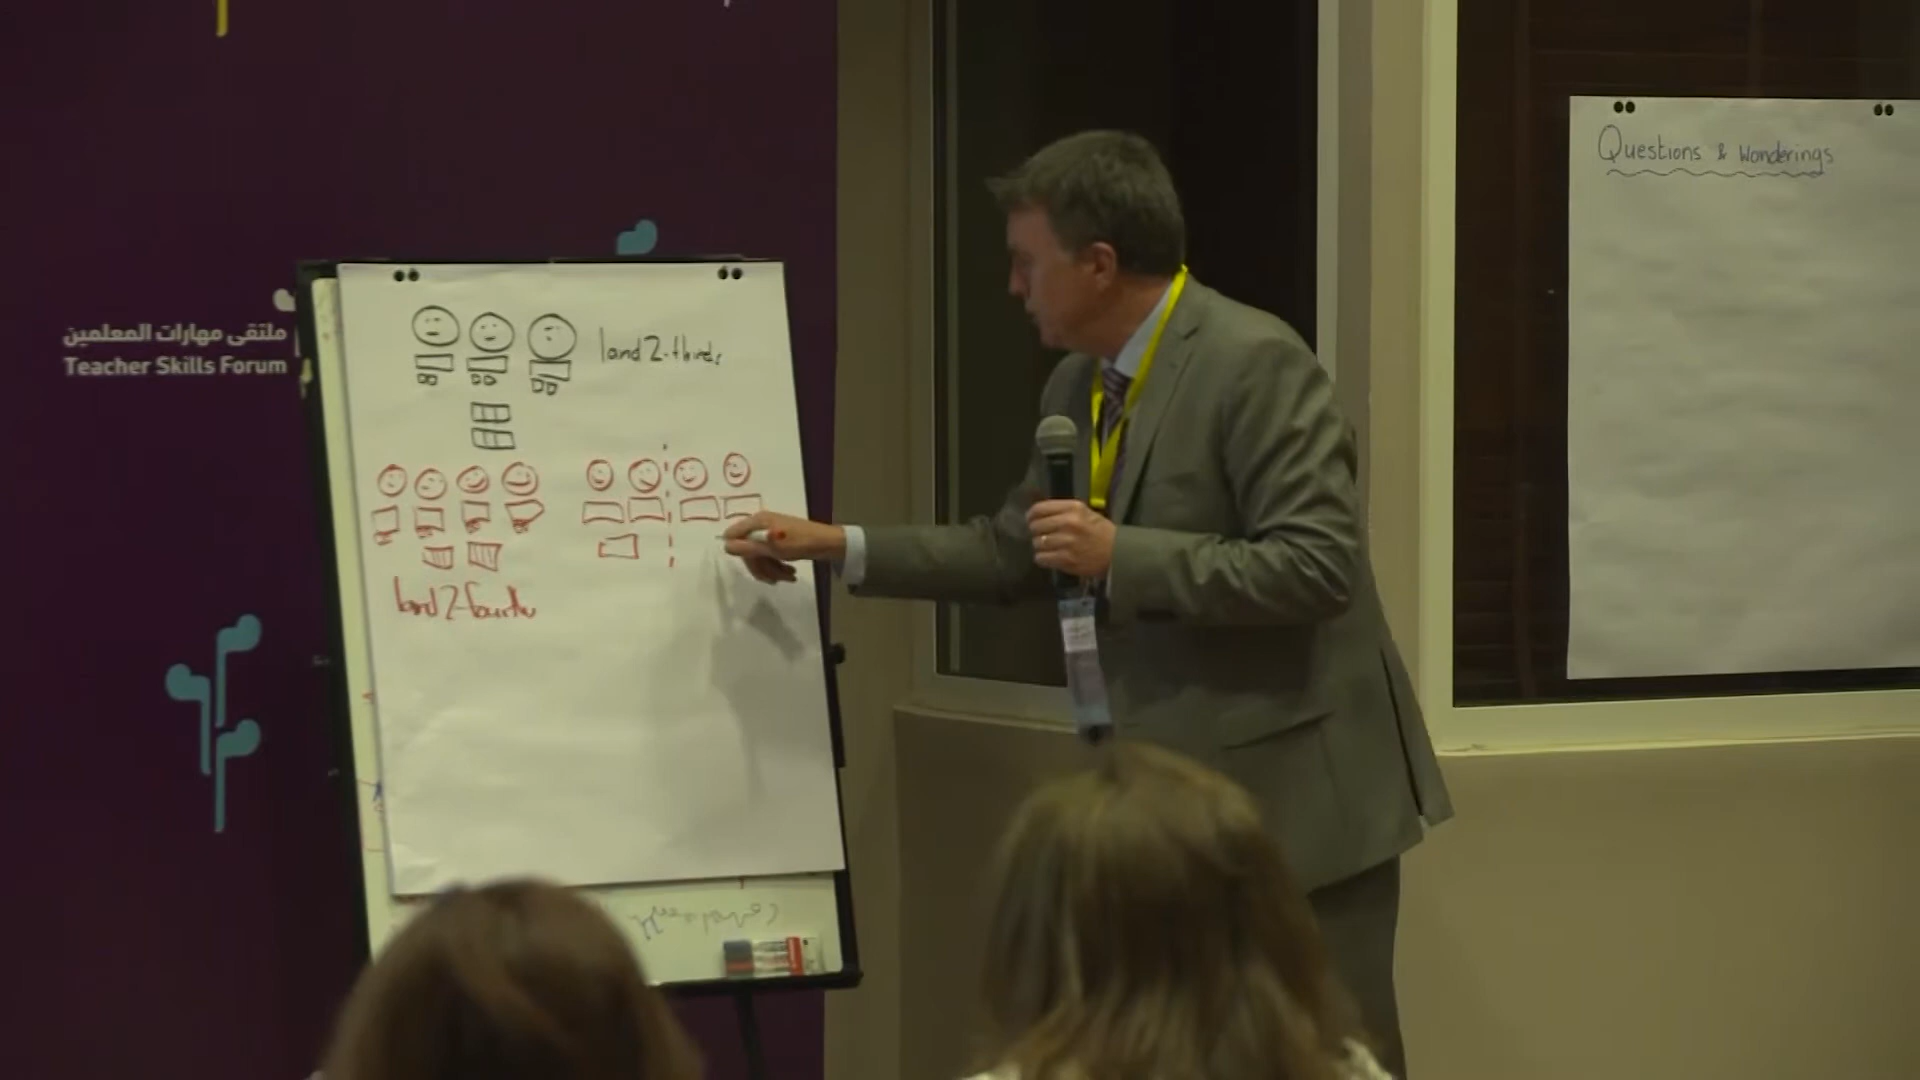 ملتقى مهارات المعلمين
Teacher Skills Forum
1 and 2-thirds
1 and 2-fourths
Questions & Wonderings